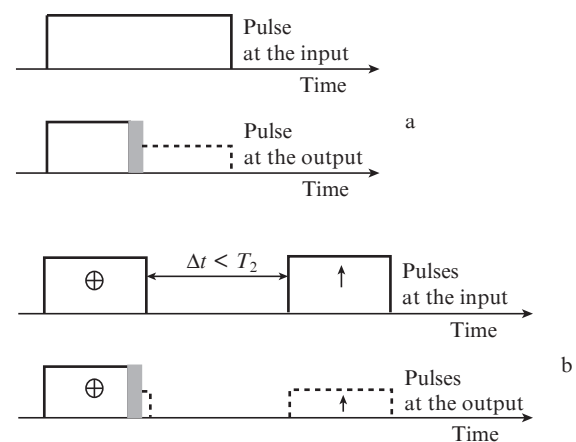 Pulse
at the input
Time
a
Pulse
at the output
Time
Δt < T₂
Pulses
at the input
Time
b
Pulses
at the output
Time